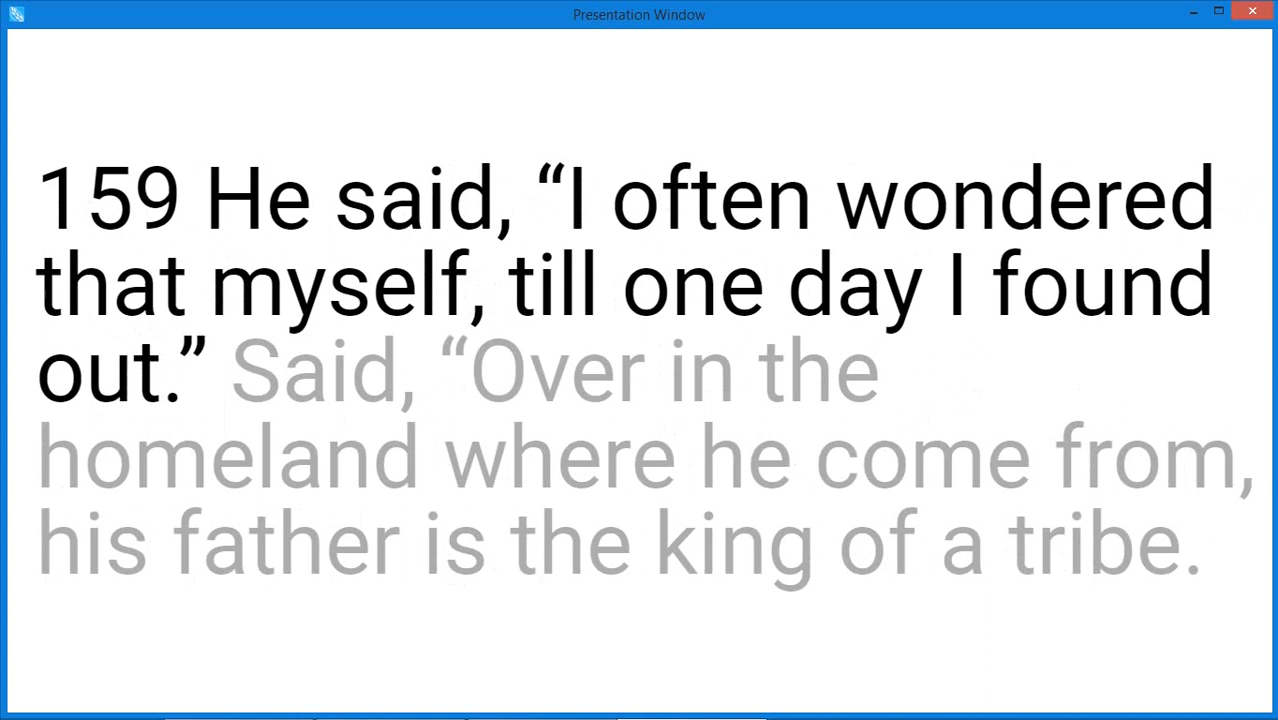 Presentation Window
159 He said, “I often wondered
that myself, till one day I found
out.” Said, “Over in the
homeland where he come from,
his father is the king of a tribe.